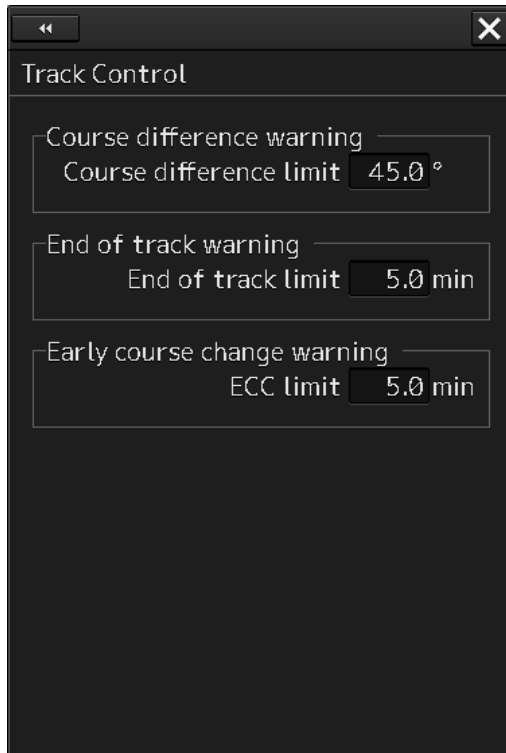 Track Control
Course difference warning
Course difference limit 45.0 °
End of track warning
End of track limit 5.0 min
Early course change warning
ECC limit 5.0 min